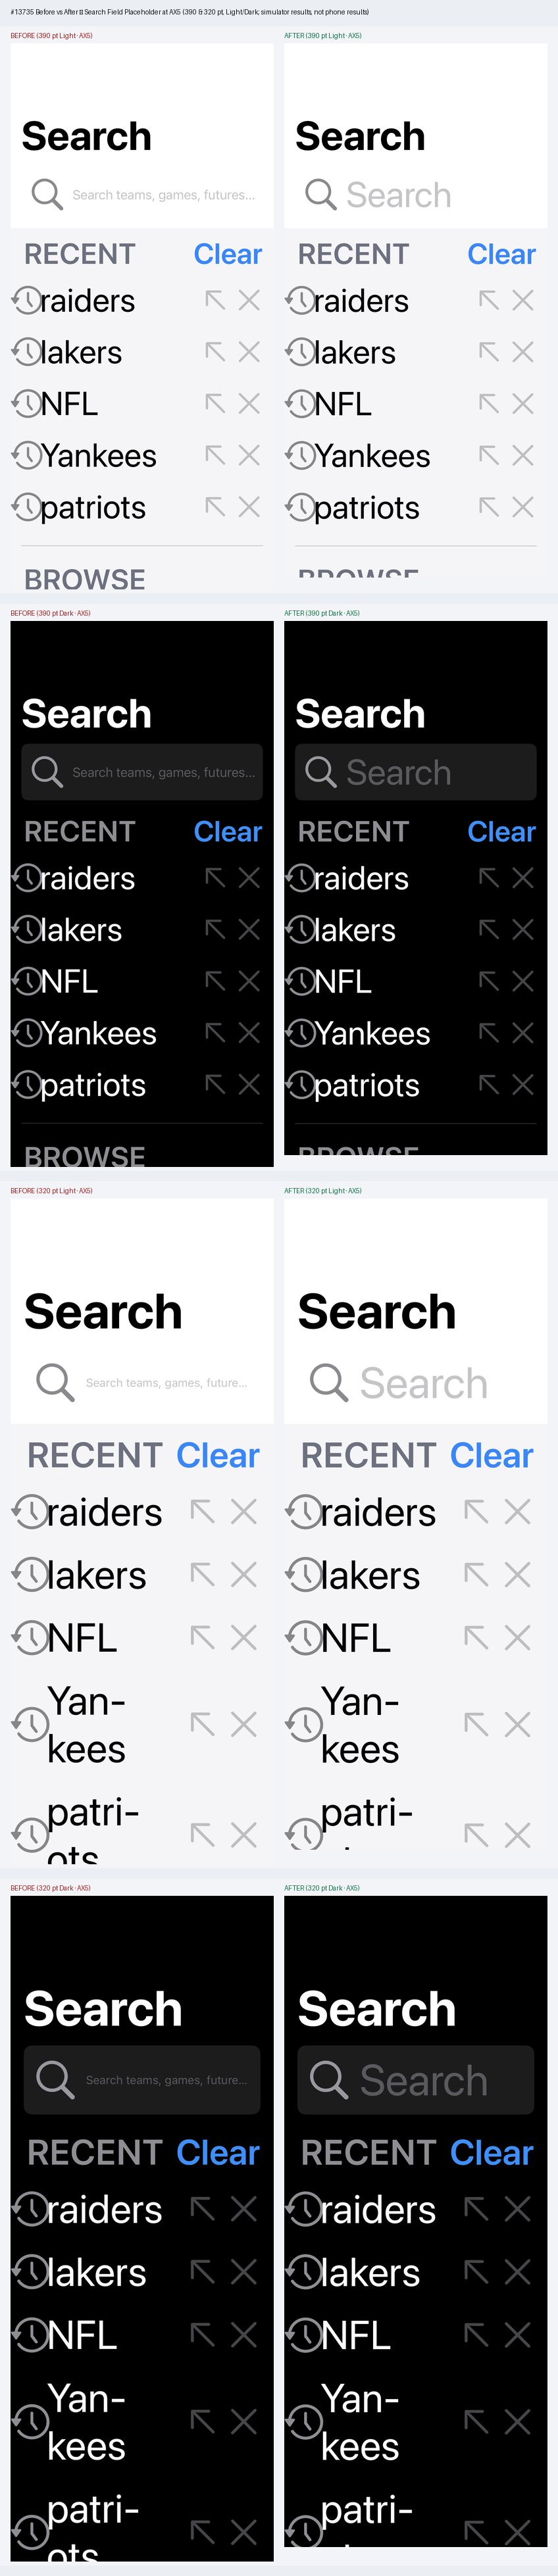 #13735 Before vs After Search Field Placeholder at AX5 (390 & 320 pt, Light/Dark; simulator results, not phone results)
BEFORE (390 pt Light · AX5)
Search
Search teams, games, futures...
RECENT Clear
raiders
lakers
NFL
Yankees
patriots
BROWSE
AFTER (390 pt Light · AX5)
Search
Search
RECENT Clear
raiders
lakers
NFL
Yankees
patriots
BROWSE
BEFORE (390 pt Dark · AX5)
Search
Search teams, games, futures...
RECENT Clear
raiders
lakers
NFL
Yankees
patriots
BROWSE
AFTER (390 pt Dark · AX5)
Search
Search
RECENT Clear
raiders
lakers
NFL
Yankees
patriots
BROWSE
BEFORE (320 pt Light · AX5)
Search
Search teams, games, future...
RECENT Clear
raiders
lakers
NFL
Yan-
kees
patri-
ots
AFTER (320 pt Light · AX5)
Search
Search
RECENT Clear
raiders
lakers
NFL
Yan-
kees
patri-
BEFORE (320 pt Dark · AX5)
Search
Search teams, games, future...
RECENT Clear
raiders
lakers
NFL
Yan-
kees
patri-
ots
AFTER (320 pt Dark · AX5)
Search
Search
RECENT Clear
raiders
lakers
NFL
Yan-
kees
patri-